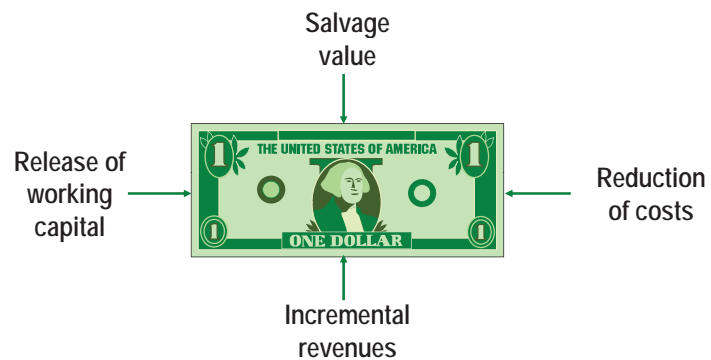 Salvage
value
1
THE UNITED STATES OF AMERICA
1
Release of
working
capital
Reduction
of costs
1
ONE DOLLAR
1
Incremental
revenues